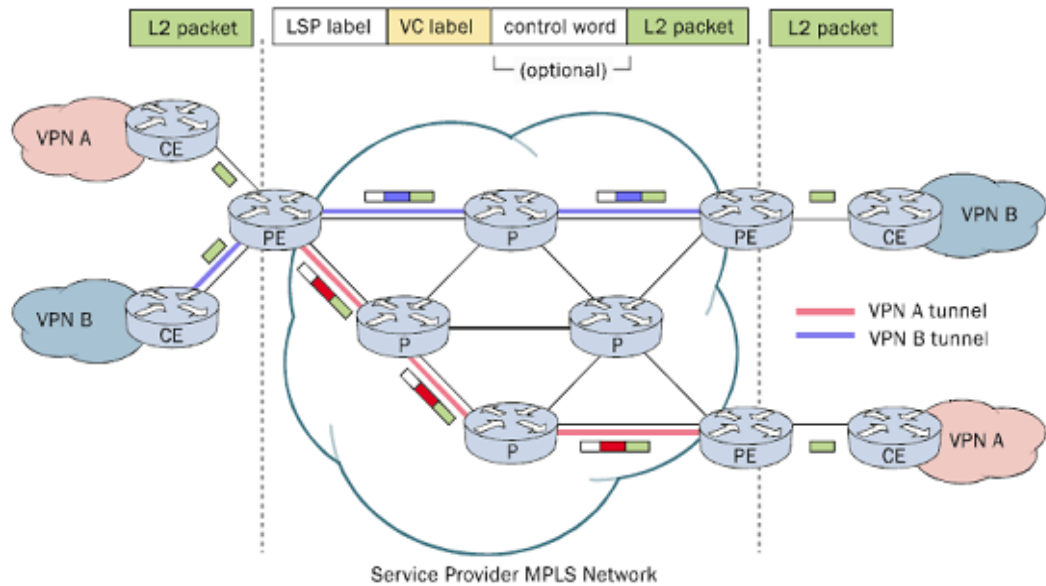 L2 packet
LSP label
VC label
control word
L2 packet
L2 packet
(optional)
VPN A
CE
PE
P
PE
CE
VPN B
VPN B
CE
P
P
VPN A tunnel
VPN B tunnel
P
PE
CE
VPN A
Service Provider MPLS Network